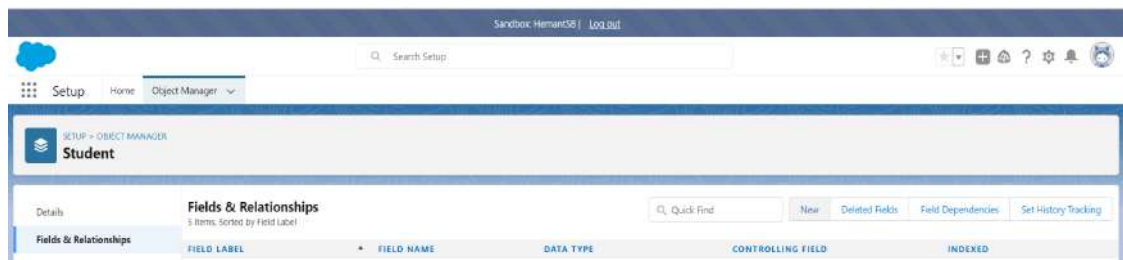 Sandbox: HemantSB | Log out
Search Setup
Setup Home Object Manager
SETUP > OBJECT MANAGER
Student
Details
Fields & Relationships
Fields & Relationships
5 Items, Sorted by Field Label
Quick Find
New Deleted Fields Field Dependencies Set History Tracking
FIELD LABEL FIELD NAME DATA TYPE CONTROLLING FIELD INDEXED